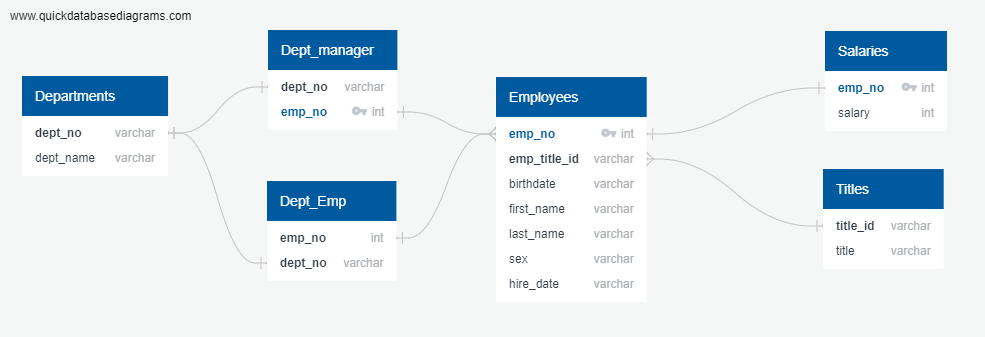 www.quickdatabasediagrams.com
Departments
dept_no varchar
dept_name varchar
Dept_manager
dept_no varchar
emp_no int
Dept_Emp
emp_no int
dept_no varchar
Employees
emp_no int
emp_title_id varchar
birthdate varchar
first_name varchar
last_name varchar
sex varchar
hire_date varchar
Salaries
emp_no int
salary int
Titles
title_id varchar
title varchar